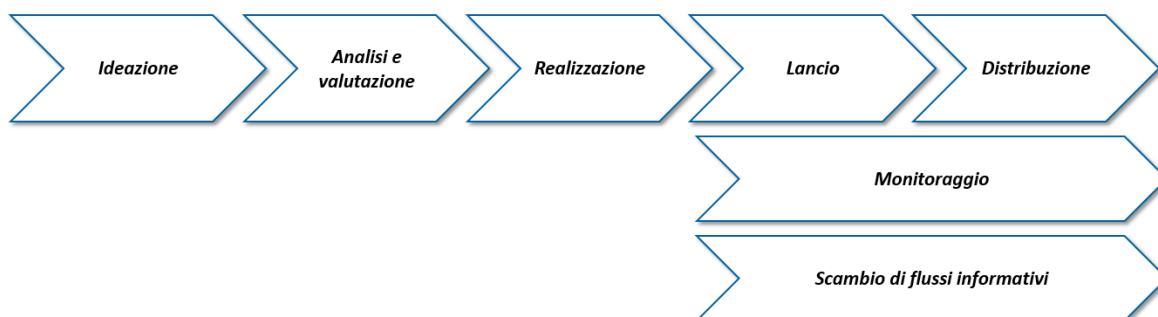 Ideazione
Analisi e
valutazione
Realizzazione
Lancio
Distribuzione
Monitoraggio
Scambio di flussi informativi